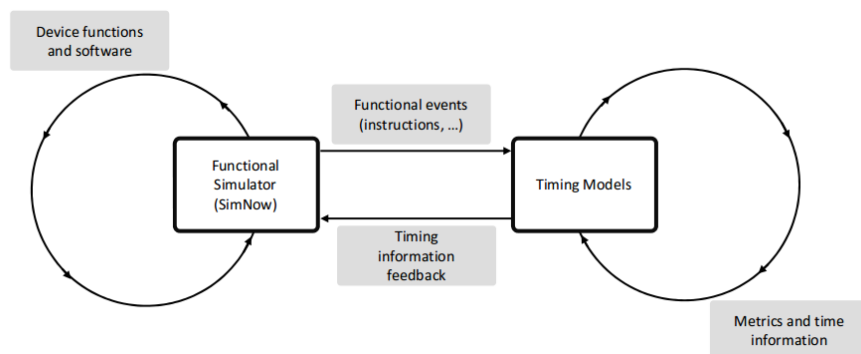 Device functions
and software
Functional events
(instructions, ...)
Functional
Simulator
(SimNow)
Timing Models
Timing
information
feedback
Metrics and time
information